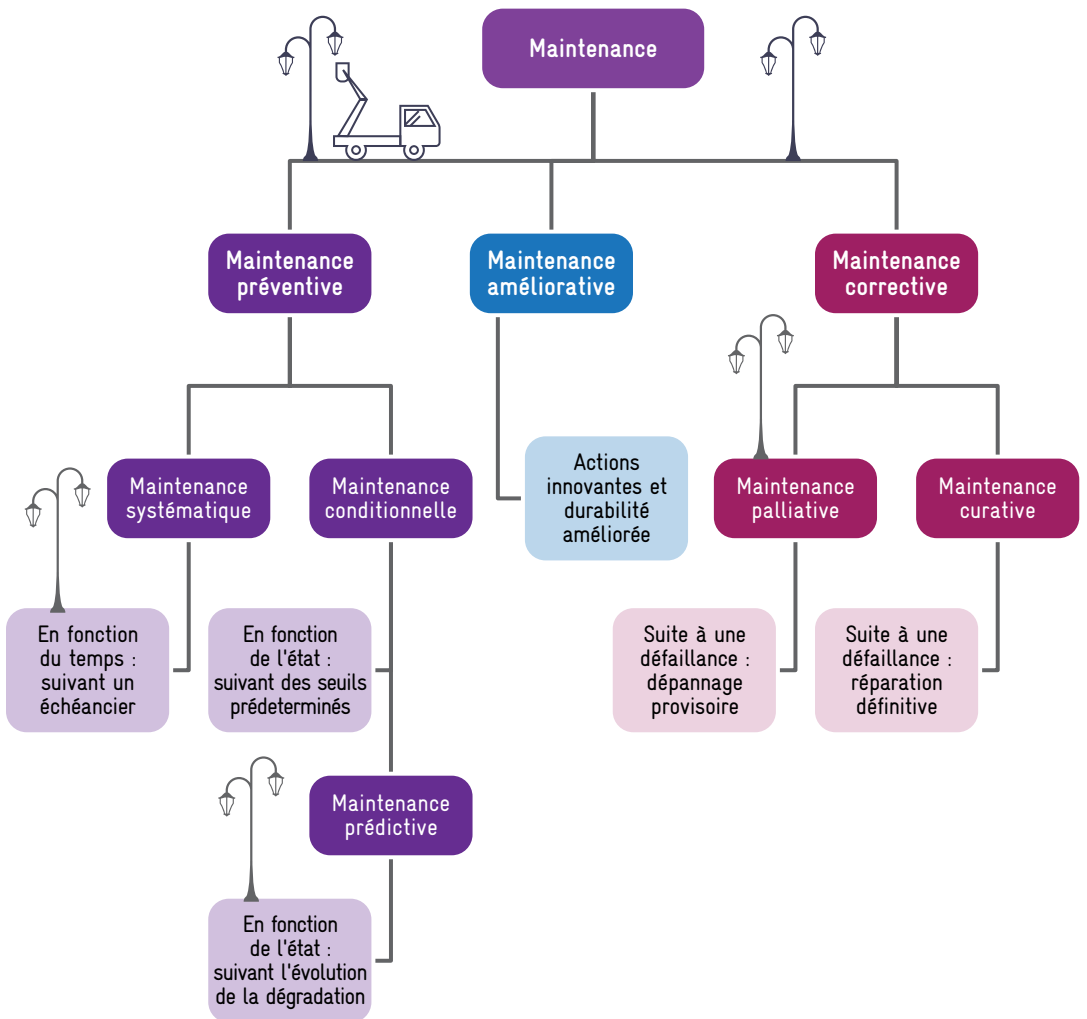 Maintenance
Maintenance
préventive
Maintenance
améliorative
Maintenance
corrective
Maintenance
systématique
Maintenance
conditionnelle
Actions
innovantes et
durabilité
améliorée
Maintenance
palliative
Maintenance
curative
En fonction
du temps :
suivant un
échéancier
En fonction
de l'état :
suivant des seuils
prédeterminés
Suite à une
défaillance :
dépannage
provisoire
Suite à une
défaillance :
réparation
définitive
Maintenance
prédictive
En fonction
de l'état :
suivant l'évolution
de la dégradation